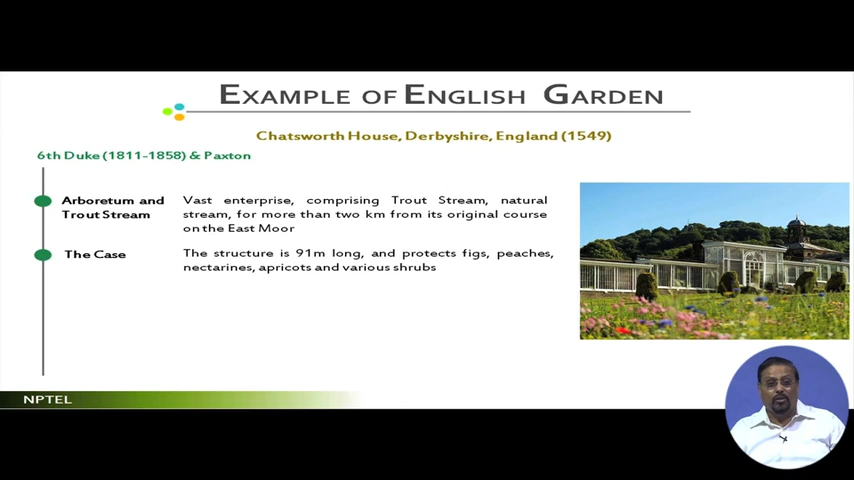 EXAMPLE OF ENGLISH GARDEN
Chatsworth House, Derbyshire, England (1549)
6th Duke (1811-1858) & Paxton
Arboretum and
Trout Stream
Vast enterprise, comprising Trout Stream, natural
stream, for more than two km from its original course
on the East Moor
The Case
The structure is 91m long, and protects figs, peaches,
nectarines, apricots and various shrubs
NPTEL